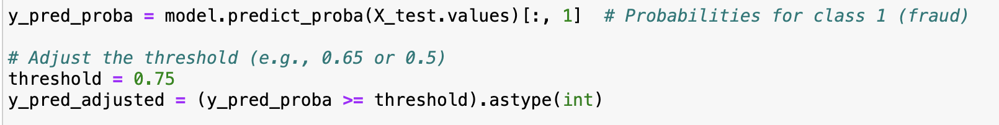 y_pred_proba = model.predict_proba(X_test.values)[:, 1]  # Probabilities for class 1 (fraud)
# Adjust the threshold (e.g., 0.65 or 0.5)
threshold = 0.75
y_pred_adjusted = (y_pred_proba >= threshold).astype(int)